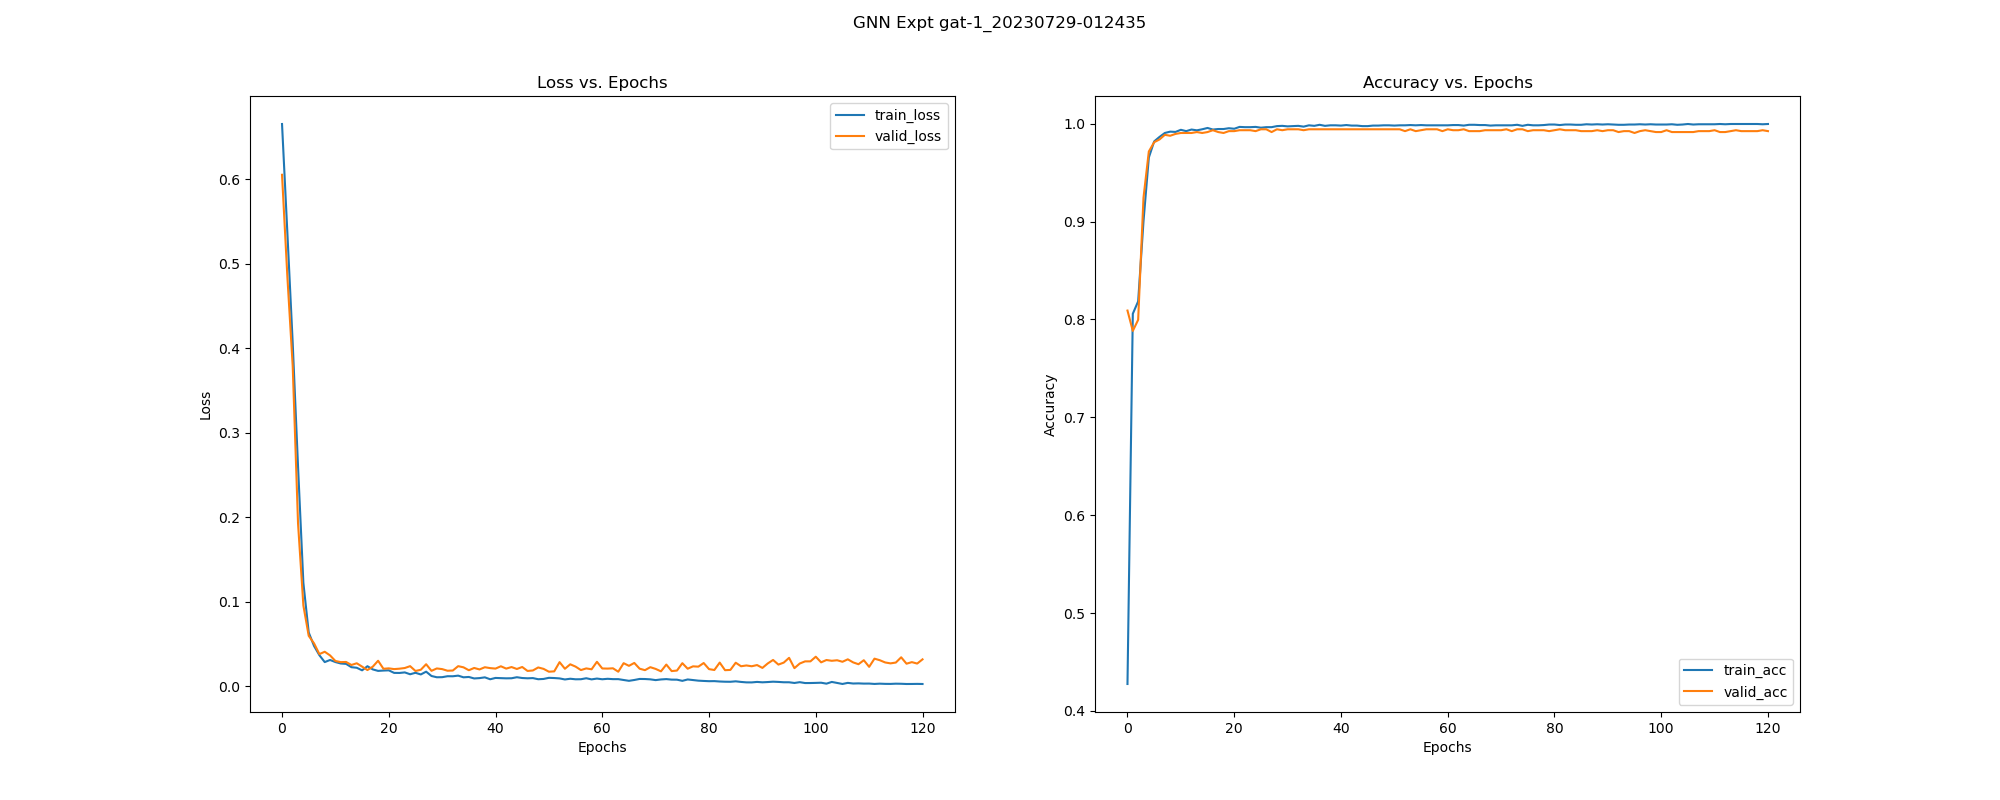 GNN Expt gat-1_20230729-012435
Loss vs. Epochs
train_loss
valid_loss
0.6
0.5
0.4
0.3
0.2
0.1
0.0
Loss
0 20 40 60 80 100 120
Epochs
Accuracy vs. Epochs
1.0
0.9
0.8
0.7
0.6
0.5
0.4
Accuracy
train_acc
valid_acc
0 20 40 60 80 100 120
Epochs